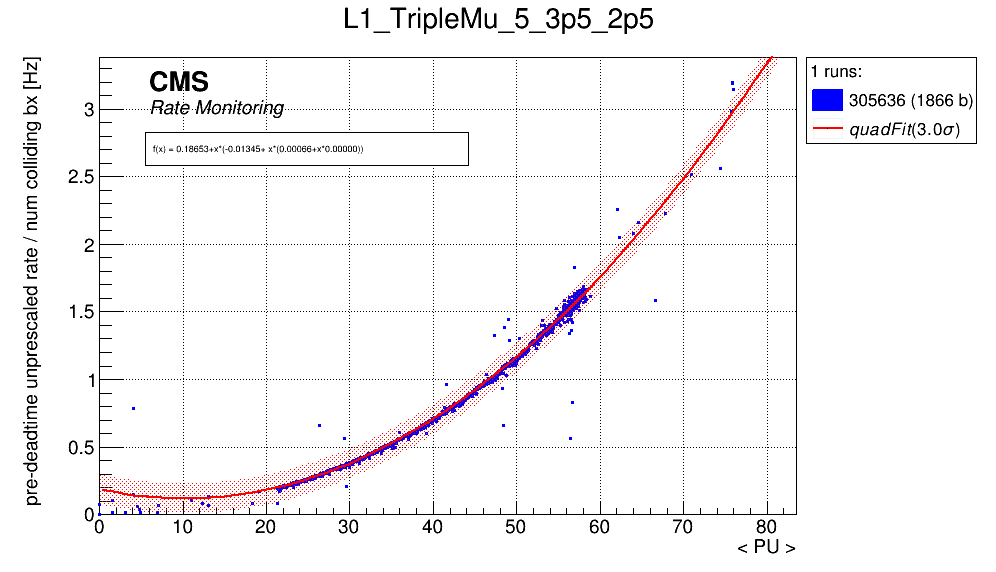 L1_TripleMu_5_3p5_2p5
pre-deadtime unprescaled rate / num colliding bx [Hz]
CMS
Rate Monitoring
f(x) = 0.18653+x*(-0.01345+ x*(0.00066+x*0.00000))
1 runs:
305636 (1866 b)
quadFit(3.0σ)
3
2.5
2
1.5
1
0.5
0
0 10 20 30 40 50 60 70 80
< PU >